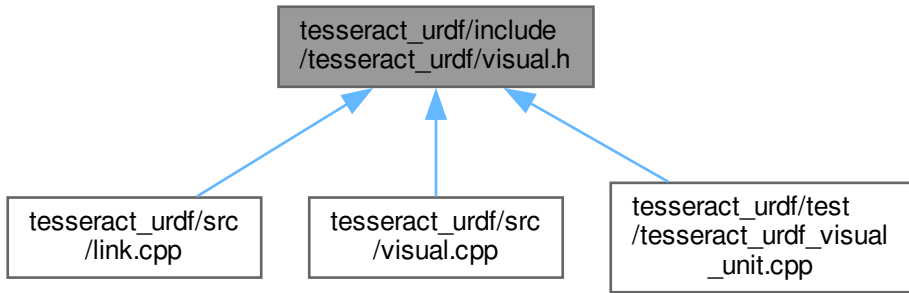 tesseract_urdf/include
/tesseract_urdf/visual.h
tesseract_urdf/src
/link.cpp
tesseract_urdf/src
/visual.cpp
tesseract_urdf/test
/tesseract_urdf_visual
_unit.cpp